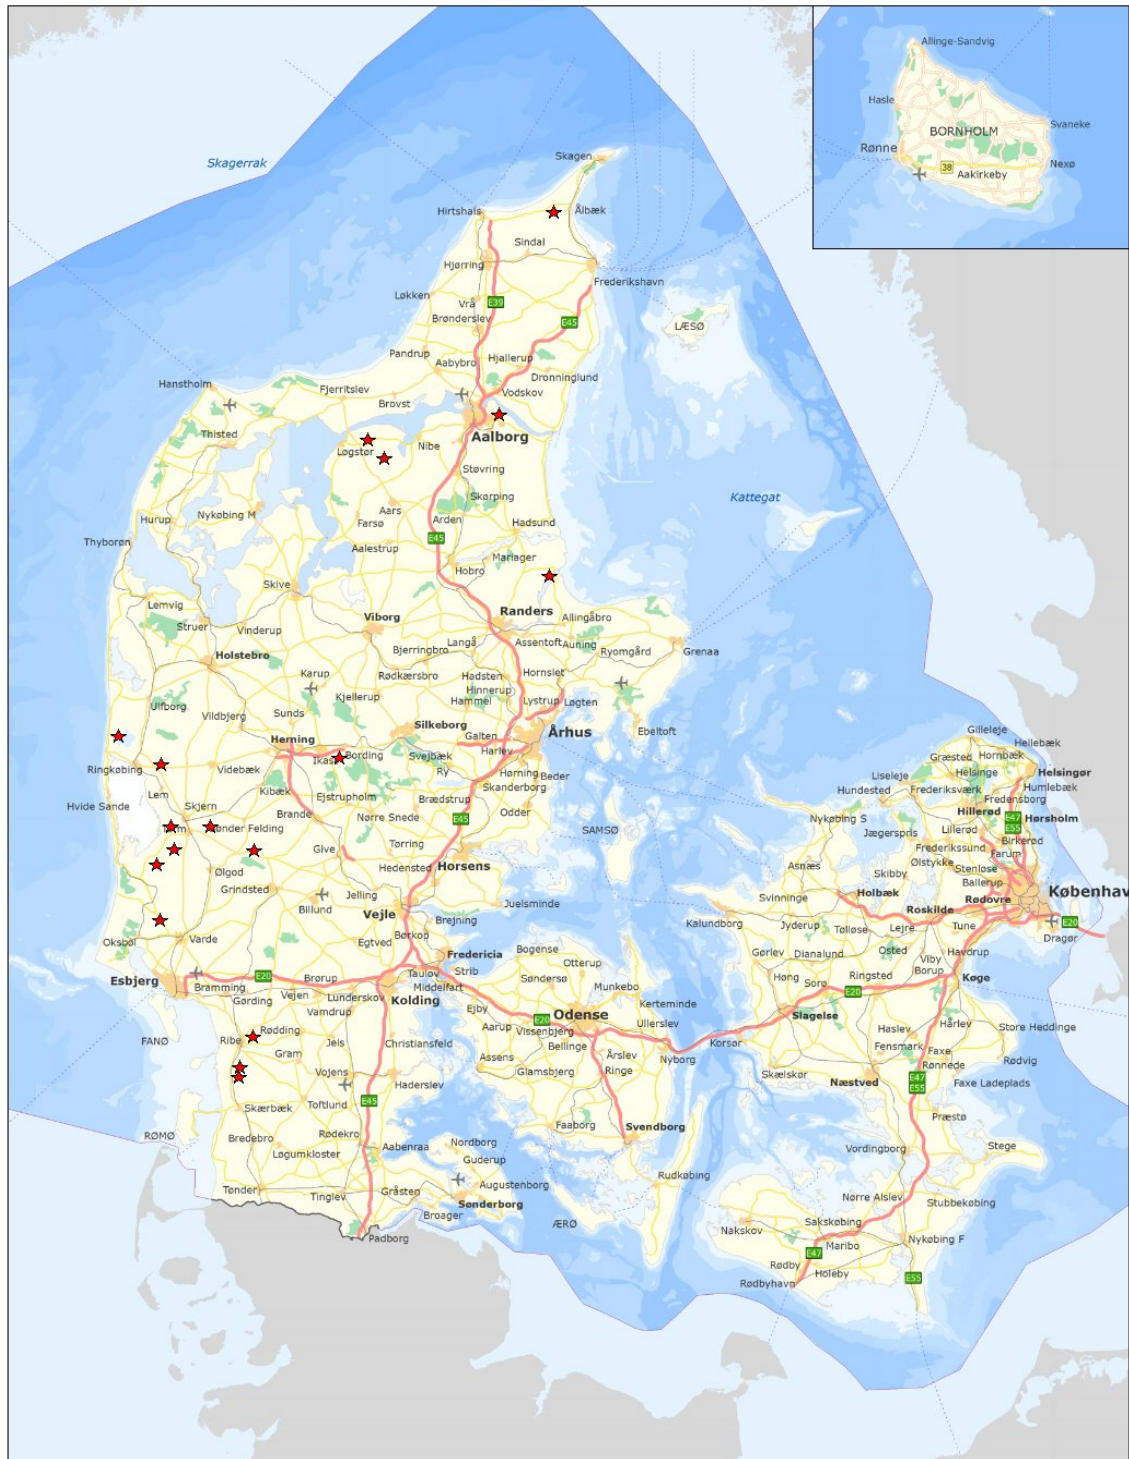 Allinge-Sandvig
Hasle
BORNHOLM
Svaneke
Rønne
38
Aakirkeby
Nexø
Skagerrak
Skagen
Hirtshals
Ålbæk
Sindal
Hjørring
Frederikshavn
Løkken
Vrå
E39
Brønderslev
E45
LÆSØ
Pandrup
Aabybro
Hjallerup
Dronninglund
Hanstholm
Fjerritslev
Brovst
Vodskov
Thisted
Aalborg
Nibe
Løgstør
Støvring
Skørping
Kattegat
Nykøbing M
Aars
Farsø
Arden
Hadsund
Hurup
Thyborøn
Aalestrup
E45
Mariager
Hobro
Skive
Lemvig
Struer
Vinderup
Viborg
Randers
Allingåbro
Langå
Assentoft
Auning
Ryomgård
Grenaa
Holstebro
Bjerringbro
Karup
Rødkærsbro
Hadsten
Hornslet
Hinnerup
Hammel
Lystrup
Løgten
Kjellerup
Ulfborg
Vildbjerg
Sunds
Silkeborg
Galten
Århus
Ebeltoft
Herning
Bording
Svejbæk
Harlev
Ringkøbing
Videbæk
Ry
Hørning
Beder
Skanderborg
Kibæk
Ejstrupholm
Brædstrup
Odder
Hvide Sande
Lem
Skjern
Brande
Nørre Snede
E45
SAMSØ
Give
Tørring
Hedensted
Horsens
Ølgod
Grindsted
Billund
Jelling
Juelsminde
Vejle
Brejning
Oksbøl
Varde
Egtved
Børkop
Fredericia
Bogense
Esbjerg
E20
Brørup
Taulov
Strib
Otterup
Bramming
Middelfart
Søndersø
Munkebo
Gørding
Vejen
Lunderskov
Kolding
Kerteminde
Vamdrup
Ejby
E20
Odense
FANØ
Rødding
Aarup
Vissenbjerg
Ullerslev
Ribe
Jels
Christiansfeld
Bellinge
Nyborg
Korsør
Gram
Assens
Årslev
Glamsbjerg
Ringe
Vojens
Haderslev
Toftlund
E45
Skærbæk
Faaborg
Svendborg
RØMØ
Bredebro
Rødekro
Aabenraa
Nordborg
Guderup
Løgumkloster
Rudkøbing
Tønder
Tinglev
Gråsten
Augustenborg
Sønderborg
Broager
ÆRØ
Padborg
Gilleleje
Hellebæk
Græsted
Hornbæk
Helsinge
Helsingør
Liseleje
Hundested
Frederiksværk
Humlebæk
Fredensborg
Hillerød
E47
E55
Hørsholm
Nykøbing S
Jægerspris
Lillerød
Birkerød
Frederikssund
Farum
Asnæs
Ølstykke
Skibby
Stenløse
Ballerup
København
Svinninge
Holbæk
Rødovre
Kalundborg
Roskilde
E20
Jyderup
Tølløse
Lejre
Tune
Dragør
Gørlev
Dianalund
Osted
Havdrup
Viby
Høng
Sorø
Ringsted
Borup
Køge
E20
Slagelse
Hårlev
Store Heddinge
Haslev
Fensmark
Faxe
Rødvig
Skælskør
Rønnede
Næstved
E47
E55
Faxe Ladeplads
Præstø
Vordingborg
Stege
Nørre Alslev
Stubbekøbing
Nakskov
Sakskøbing
Maribo
Nykøbing F
E47
Rødby
Holeby
Rødbyhavn
E55